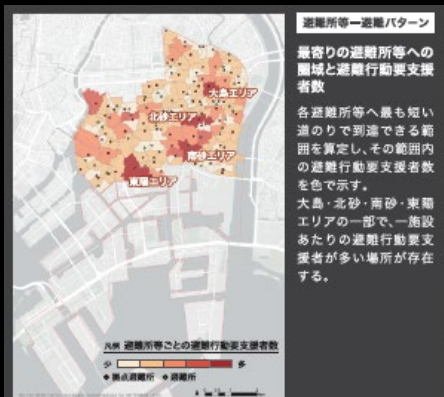 避難所等ー避難パターン
最寄りの避難所等への
圏域と避難行動要支援
者数
各避難所等へ最も短い
道のりで到達できる範
囲を算定し、その範囲内
の避難行動要支援者数
を色で示す。
大島・北砂・南砂・東陽
エリアの一部で、一施設
あたりの避難行動要支
援者が多い場所が存在
する。
大島エリア
北砂エリア
南砂エリア
東陽エリア
凡例 避難所等ごとの避難行動要支援者数
少 多
拠点避難所 避難所